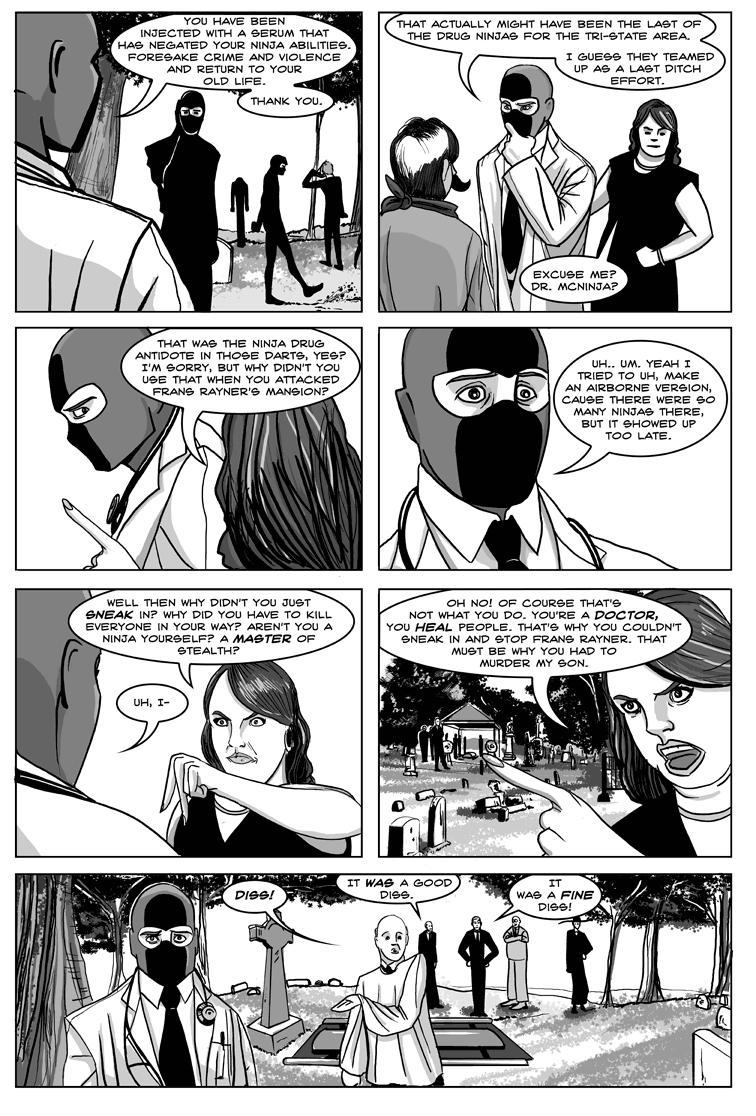 YOU HAVE BEEN
INJECTED WITH A SERUM THAT
HAS NEGATED YOUR NINJA ABILITIES.
FORESAKE CRIME AND VIOLENCE
AND RETURN TO YOUR
OLD LIFE.
THANK YOU.
THAT ACTUALLY MIGHT HAVE BEEN THE LAST OF
THE DRUG NINJAS FOR THE TRI-STATE AREA.
I GUESS THEY TEAMED
UP AS A LAST DITCH
EFFORT.
EXCUSE ME?
DR. MCNINJA?
THAT WAS THE NINJA DRUG
ANTIDOTE IN THOSE DARTS, YES?
I'M SORRY, BUT WHY DIDN'T YOU
USE THAT WHEN YOU ATTACKED
FRANS RAYNER'S MANSION?
UH.. UM. YEAH I
TRIED TO UH, MAKE
AN AIRBORNE VERSION,
CAUSE THERE WERE SO
MANY NINJAS THERE,
BUT IT SHOWED UP
TOO LATE.
WELL THEN WHY DIDN'T YOU JUST
SNEAK IN? WHY DID YOU HAVE TO KILL
EVERYONE IN YOUR WAY? AREN'T YOU A
NINJA YOURSELF? A MASTER OF
STEALTH?
UH, I-
OH NO! OF COURSE THAT'S
NOT WHAT YOU DO. YOU'RE A DOCTOR,
YOU HEAL PEOPLE. THAT'S WHY YOU COULDN'T
SNEAK IN AND STOP FRANS RAYNER. THAT
MUST BE WHY YOU HAD TO
MURDER MY SON.
DISS!
IT WAS A GOOD
DISS.
IT
WAS A FINE
DISS!